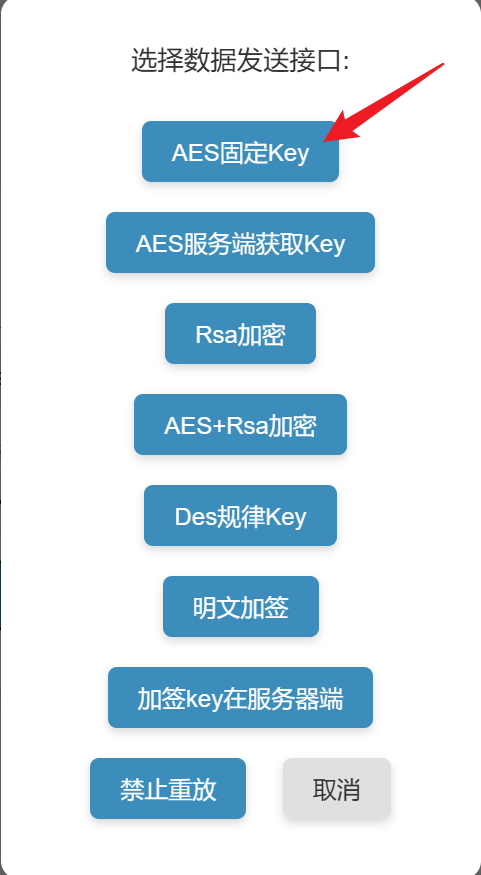 选择数据发送接口:
AES固定Key
AES服务端获取Key
Rsa加密
AES+Rsa加密
Des规律Key
明文加签
加签key在服务器端
禁止重放 取消